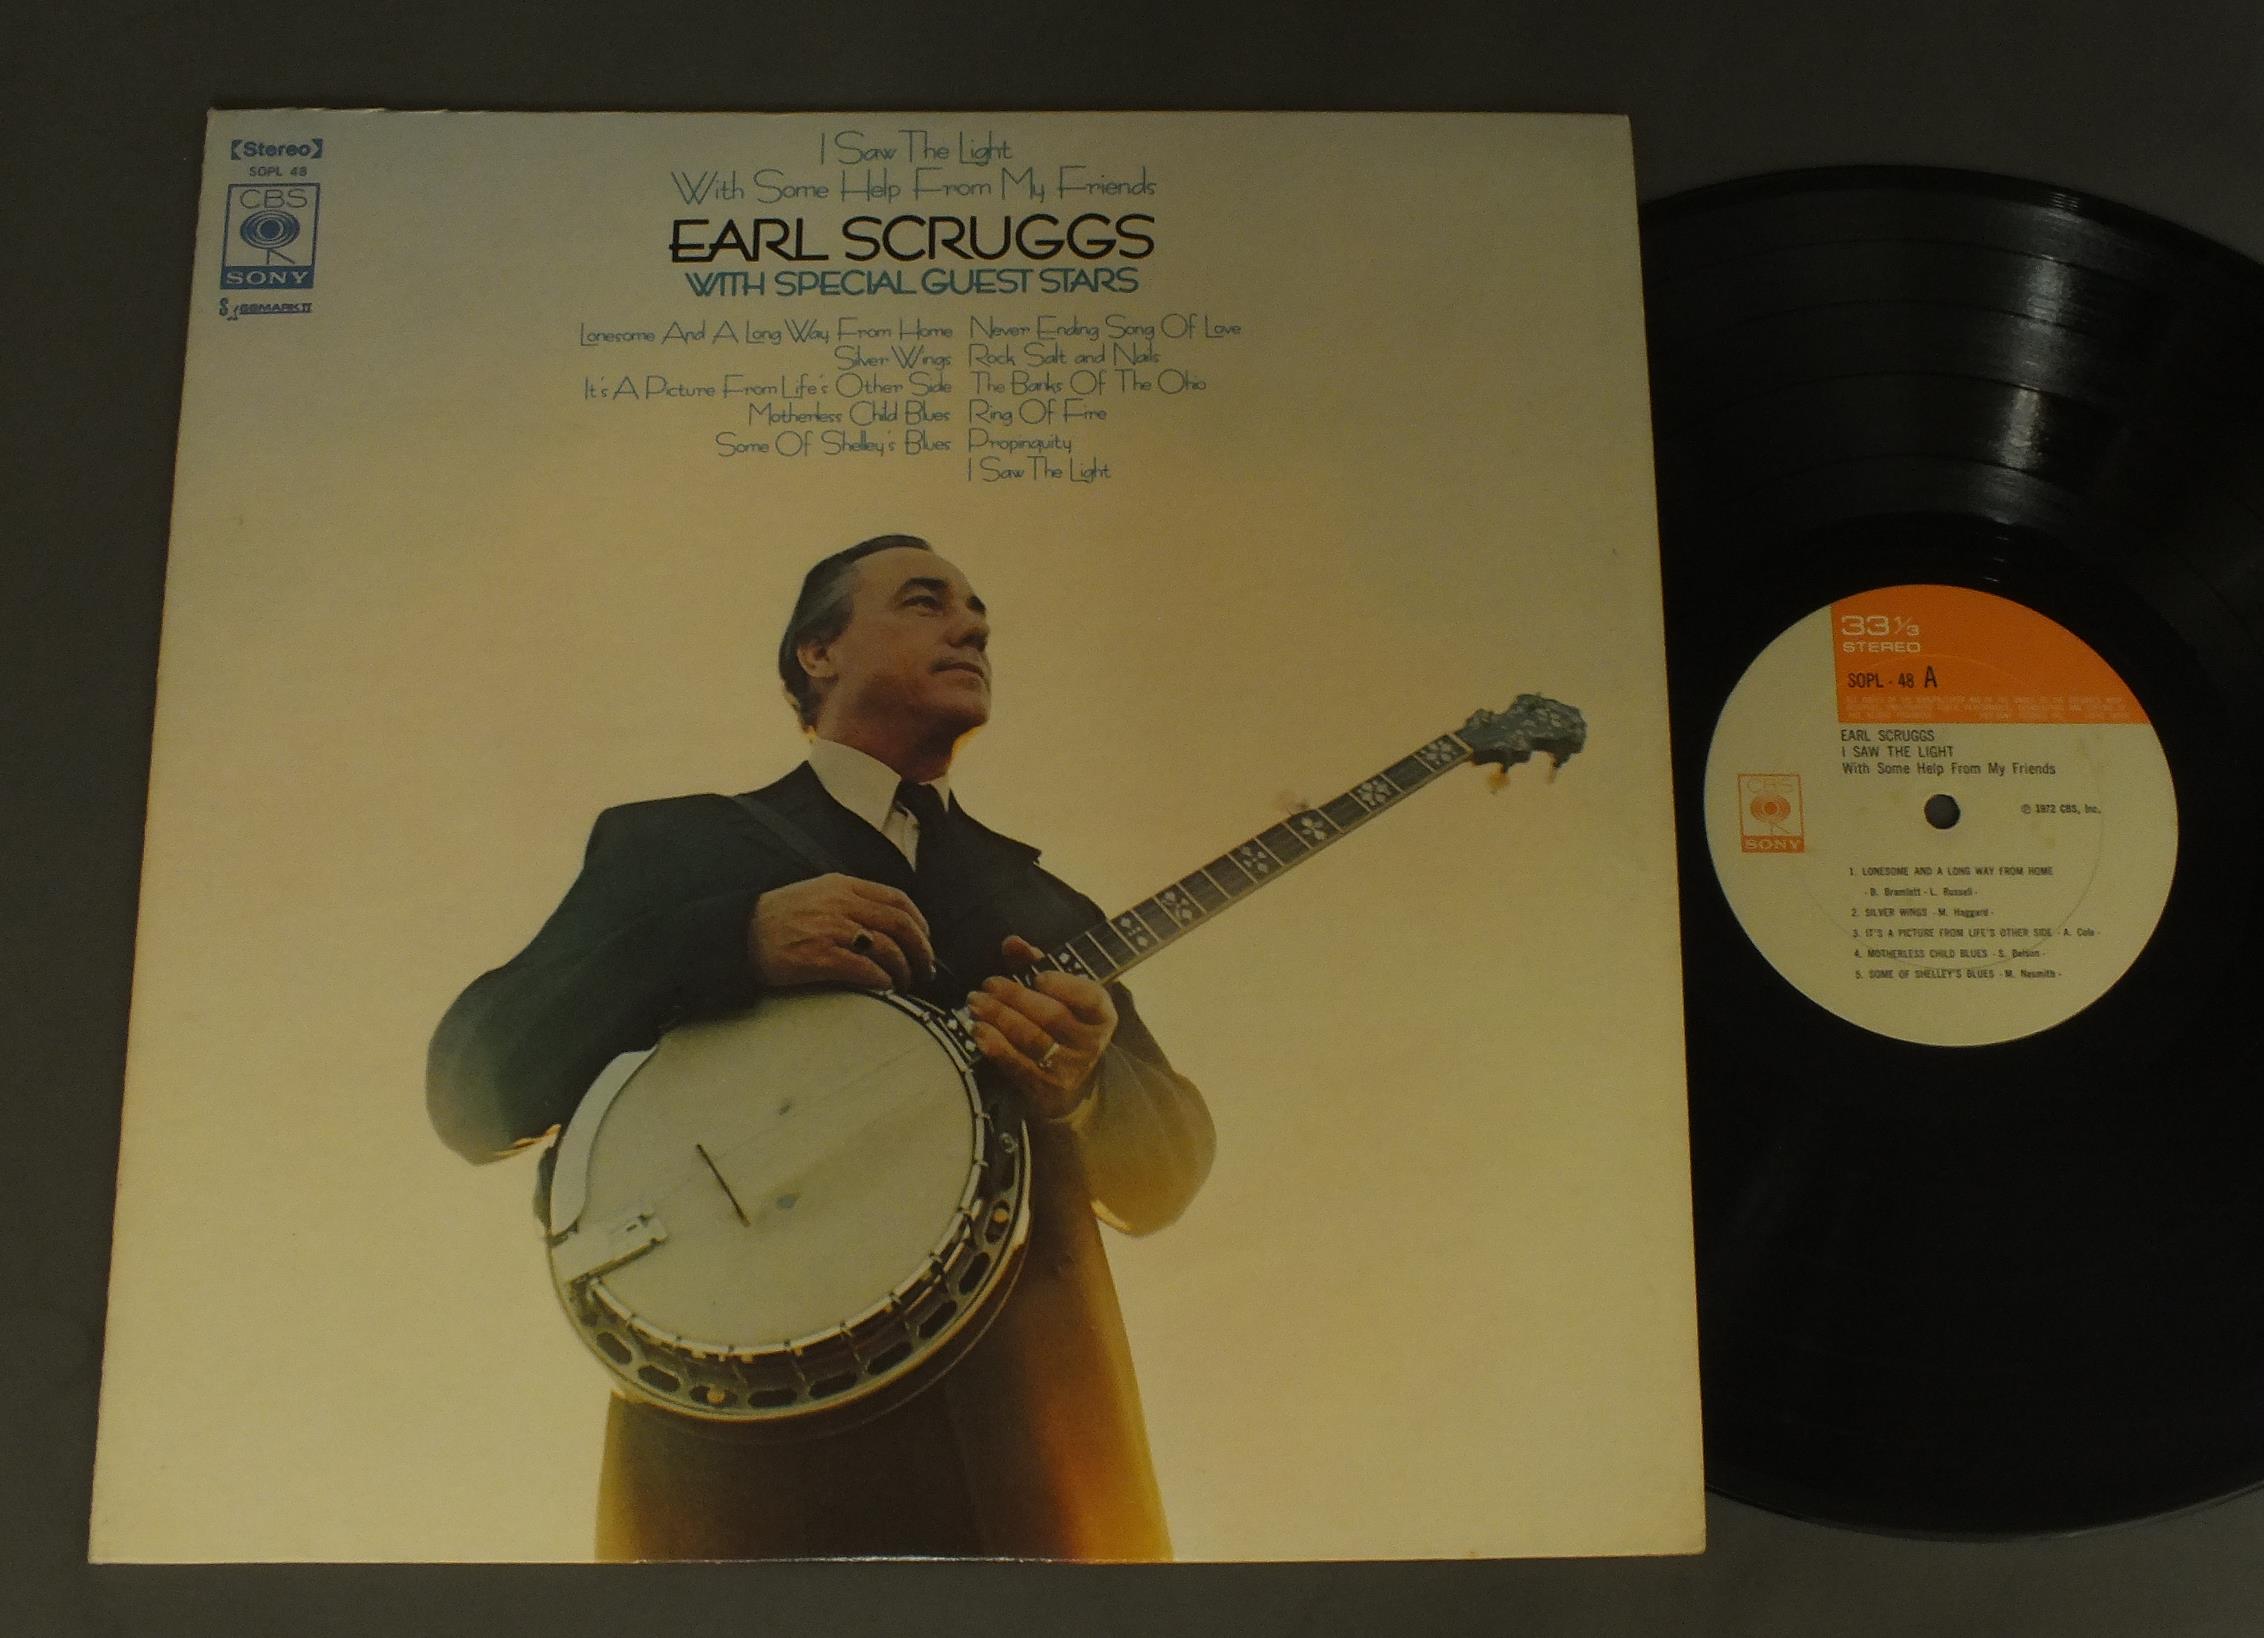 【Stereo】
SOPL 48
CBS
SONY
I Saw The Light
With Some Help From My Friends
EARL SCRUGGS
WITH SPECIAL GUEST STARS
Lonesome And A Long Way From Home
Silver Wings
It's A Picture From Life's Other Side
Motherless Child Blues
Some Of Shelley's Blues
Never Ending Song Of Love
Rock Salt and Nails
The Banks Of The Ohio
Ring Of Fire
Propinquity
I Saw The Light
33 1/3
STEREO
SOPL - 48 A
EARL SCRUGGS
I SAW THE LIGHT
With Some Help From My Friends
CBS
SONY
℗ 1972 CBS, Inc.
1. LONESOME AND A LONG WAY FROM HOME
- B. Bramlett - L. Russell -
2. SILVER WINGS - M. Haggard -
3. IT'S A PICTURE FROM LIFE'S OTHER SIDE - A. Cole -
4. MOTHERLESS CHILD BLUES - S.
5. SOME OF SHELLEY'S BLUES - M. Nesmith -